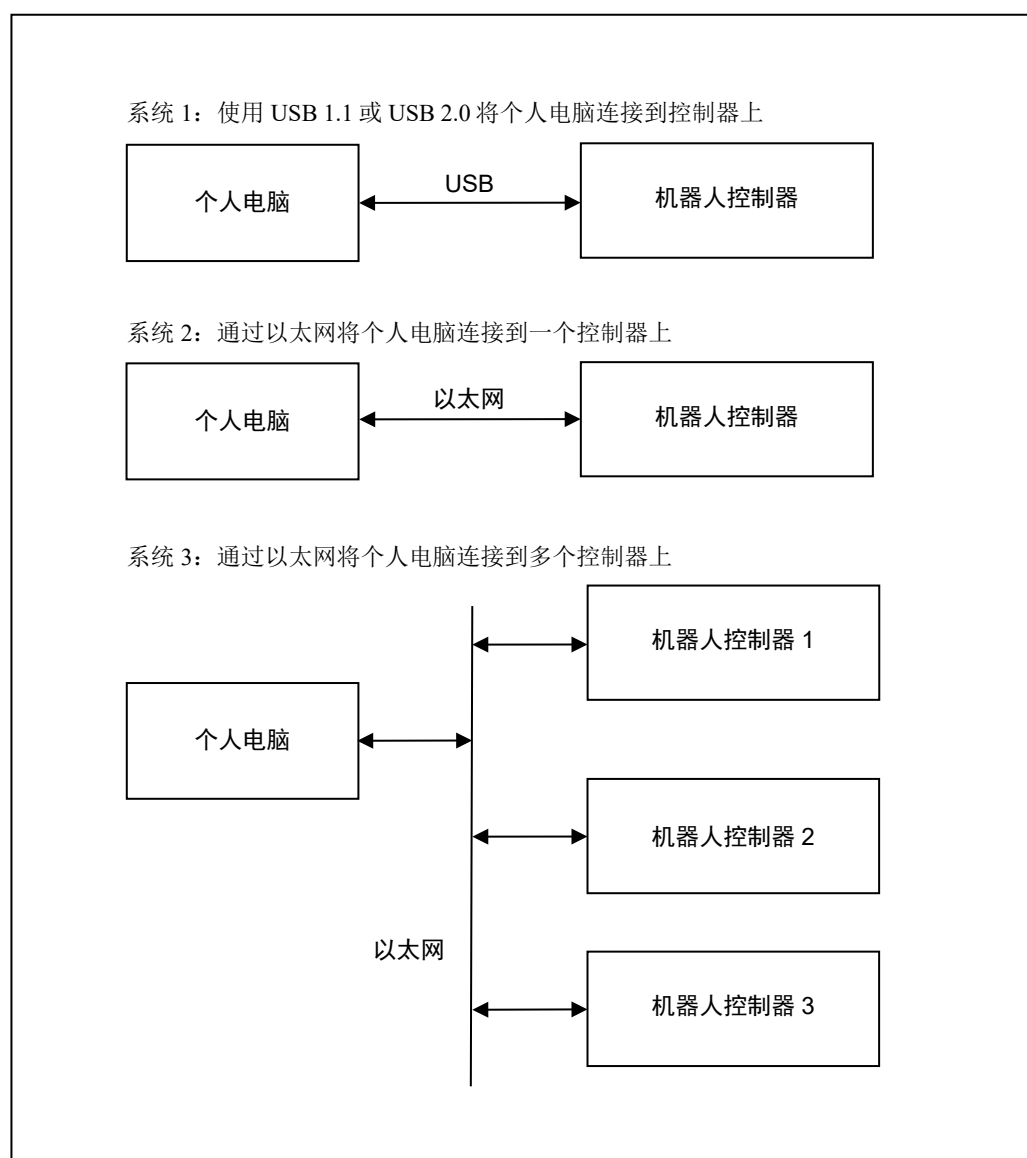 系统 1：使用 USB 1.1 或 USB 2.0 将个人电脑连接到控制器上
个人电脑
USB
机器人控制器
系统 2：通过以太网将个人电脑连接到一个控制器上
个人电脑
以太网
机器人控制器
系统 3：通过以太网将个人电脑连接到多个控制器上
机器人控制器 1
个人电脑
机器人控制器 2
以太网
机器人控制器 3